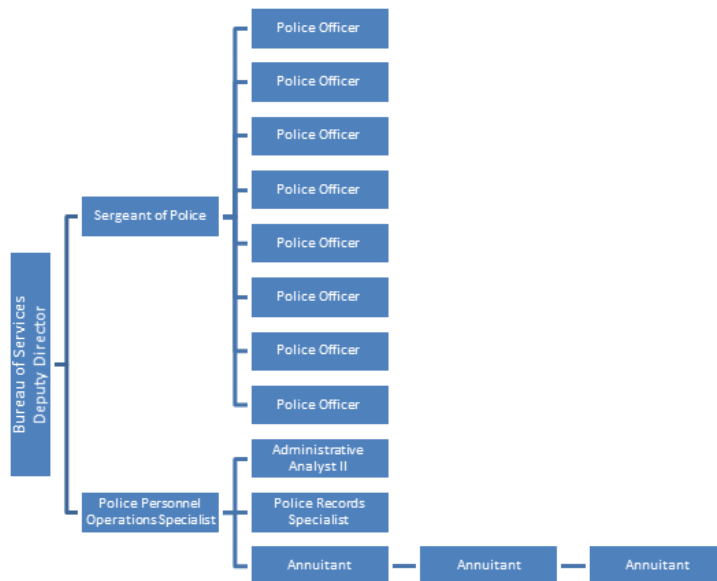 Bureau of Services
Deputy Director
Sergeant of Police
Police Officer
Police Officer
Police Officer
Police Officer
Police Officer
Police Officer
Police Officer
Police Officer
Police Personnel
Operations Specialist
Administrative
Analyst II
Police Records
Specialist
Annuitant
Annuitant
Annuitant